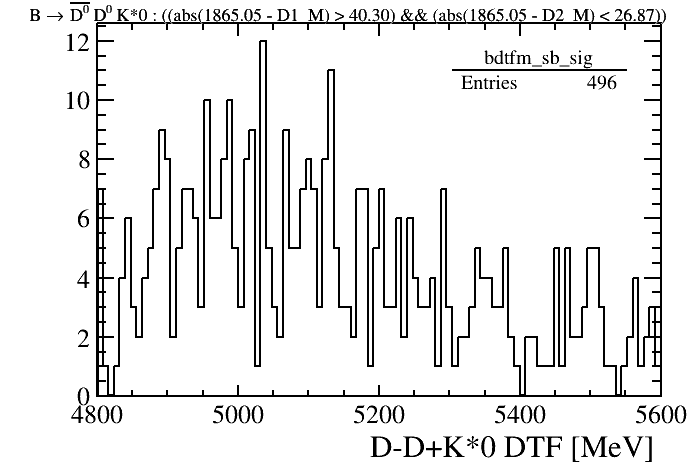 B → D⁰ D⁰ K*0 : ((abs(1865.05 - D1_M) > 40.30) && (abs(1865.05 - D2_M) < 26.87))
bdtfm_sb_sig
Entries 496
12
10
8
6
4
2
0
4800 5000 5200 5400 5600
D-D+K*0 DTF [MeV]